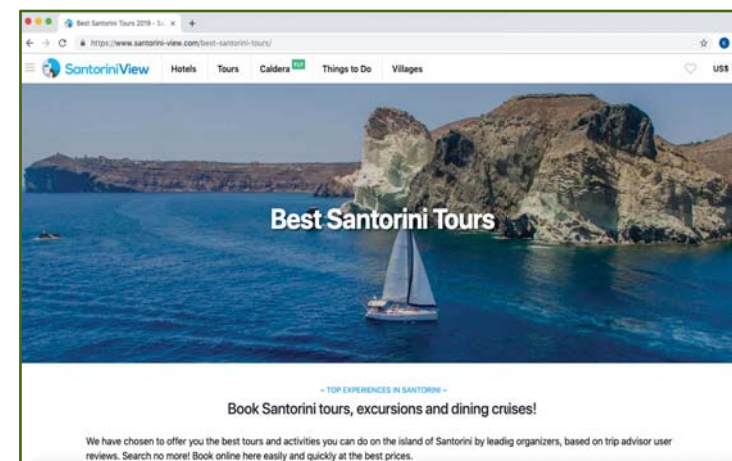 Best Santorini Tours 2019 - Sa
https://www.santorini-view.com/best-santorini-tours/
SantoriniView Hotels Tours Caldera FLY Things to Do Villages US$
Best Santorini Tours
~ TOP EXPERIENCES IN SANTORINI ~
Book Santorini tours, excursions and dining cruises!
We have chosen to offer you the best tours and activities you can do on the island of Santorini by leadig organizers, based on trip advisor user
reviews. Search no more! Book online here easily and quickly at the best prices.